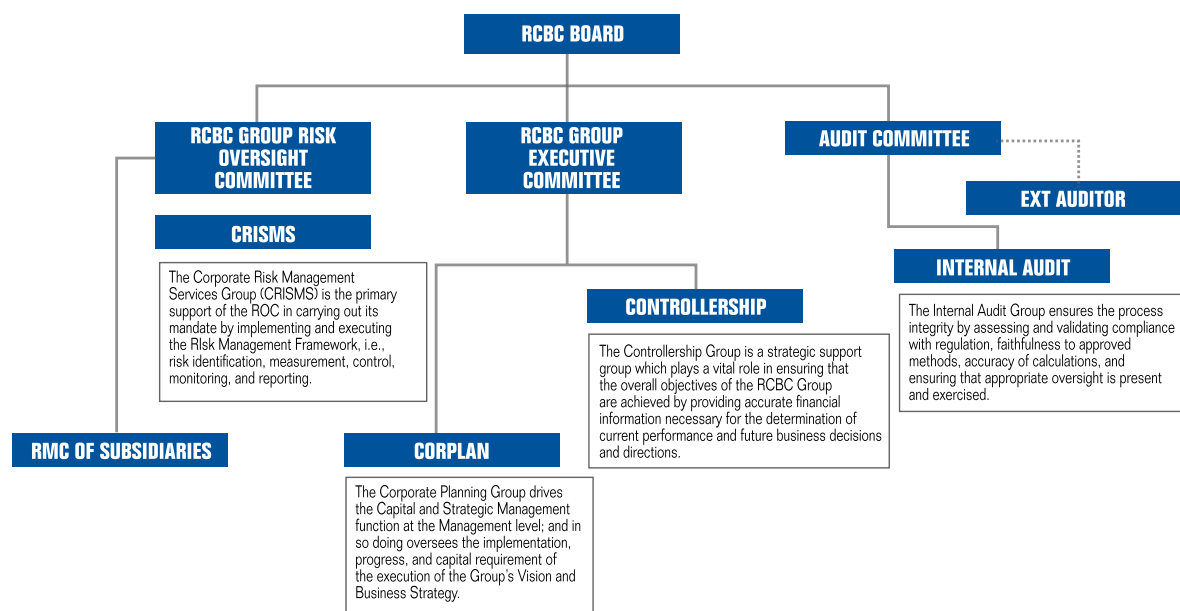 RCBC BOARD
RCBC GROUP RISK
OVERSIGHT
COMMITTEE
RCBC GROUP
EXECUTIVE
COMMITTEE
AUDIT COMMITTEE
EXT AUDITOR
CRISMS
The Corporate Risk Management
Services Group (CRISMS) is the primary
support of the ROC in carrying out its
mandate by implementing and executing
the RIsk Management Framework, i.e.,
risk identification, measurement, control,
monitoring, and reporting.
INTERNAL AUDIT
The Internal Audit Group ensures the process
integrity by assessing and validating compliance
with regulation, faithfulness to approved
methods, accuracy of calculations, and
ensuring that appropriate oversight is present
and exercised.
CONTROLLERSHIP
The Controllership Group is a strategic support
group which plays a vital role in ensuring that
the overall objectives of the RCBC Group
are achieved by providing accurate financial
information necessary for the determination of
current performance and future business decisions
and directions.
RMC OF SUBSIDIARIES
CORPLAN
The Corporate Planning Group drives
the Capital and Strategic Management
function at the Management level; and in
so doing oversees the implementation,
progress, and capital requirement of
the execution of the Group's Vision and
Business Strategy.